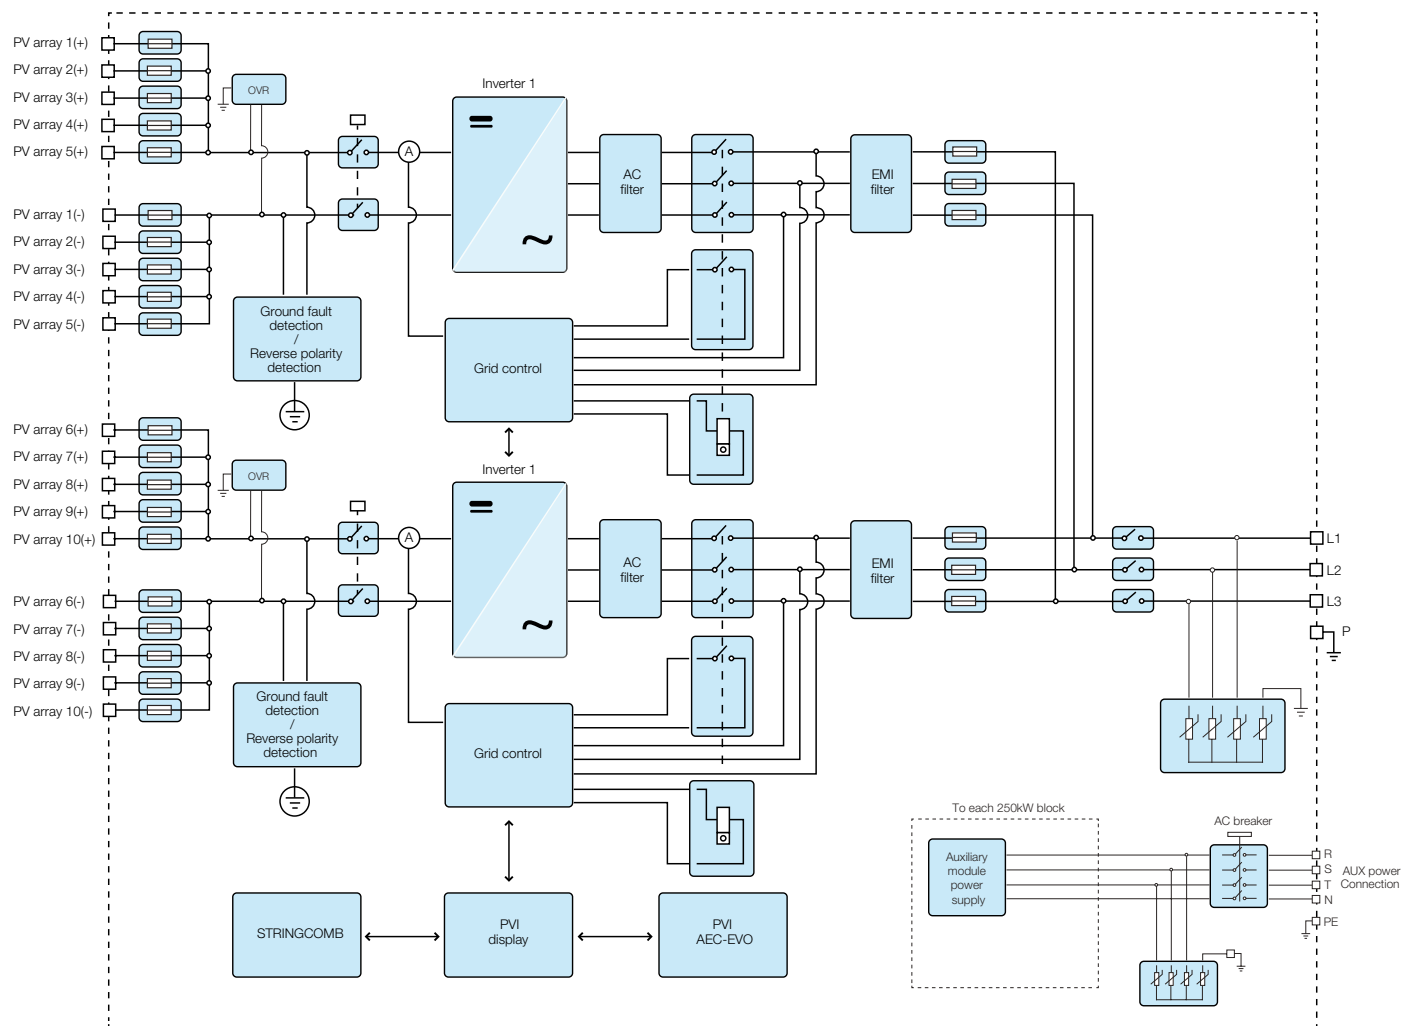 PV array 1(+)
PV array 2(+)
PV array 3(+)
PV array 4(+)
PV array 5(+)
OVR
Inverter 1
A
AC
filter
EMI
filter
PV array 1(-)
PV array 2(-)
PV array 3(-)
PV array 4(-)
PV array 5(-)
Ground fault
detection
/
Reverse polarity
detection
Grid control
PV array 6(+)
PV array 7(+)
PV array 8(+)
PV array 9(+)
PV array 10(+)
OVR
Inverter 1
A
AC
filter
EMI
filter
L1
L2
L3
P
PV array 6(-)
PV array 7(-)
PV array 8(-)
PV array 9(-)
PV array 10(-)
Ground fault
detection
/
Reverse polarity
detection
Grid control
To each 250kW block
AC breaker
Auxiliary
module
power
supply
R
S
T
N
PE
AUX power
Connection
STRINGCOMB
PVI
display
PVI
AEC-EVO